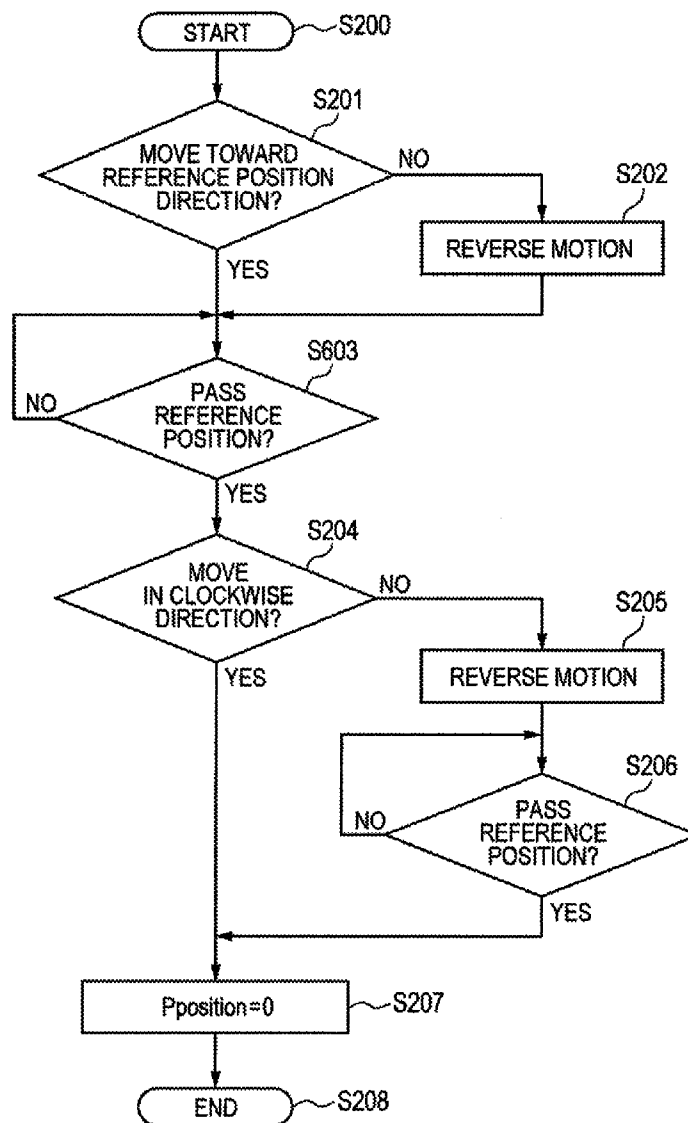 START
S200
S201
MOVE TOWARD
REFERENCE POSITION
DIRECTION?
NO
S202
REVERSE MOTION
YES
S603
PASS
REFERENCE
POSITION?
NO
YES
S204
MOVE
IN CLOCKWISE
DIRECTION?
NO
S205
REVERSE MOTION
YES
S206
PASS
REFERENCE
POSITION?
NO
YES
Pposition=0
S207
END
S208